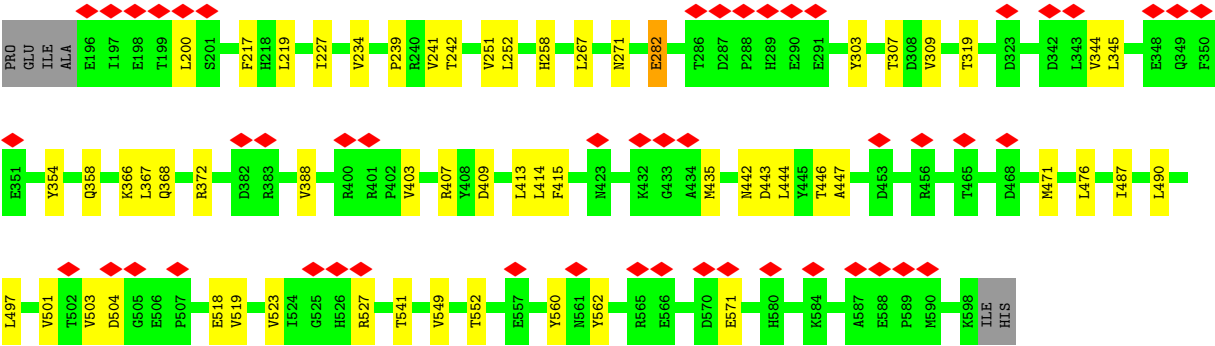 PRO GLU ILE ALA E196 I197 E198 T199 L200 S201 F217 H218 L219 I227 V234 P239 R240 V241 T242 V251 L252 H258 L267 N271 E282 T286 D287 P288 H289 E290 E291 Y303 T307 D308 V309 T319 D323 D342 L343 V344 L345 E348 Q349 F350
E351 Y354 Q358 K366 L367 Q368 R372 D382 R383 V388 R400 R401 P402 V403 R407 Y408 D409 L413 L414 F415 N423 K432 G433 A434 M435 N442 D443 L444 Y445 T446 A447 D453 R456 T465 D468 M471 L476 I487 L490
L497 V501 T502 V503 D504 G505 E506 P507 E518 V519 V523 I524 G525 H526 R527 T541 V549 T552 E557 Y560 N561 Y562 R565 E566 D570 E571 H580 K584 A587 E588 P589 M590 K598 ILE HIS